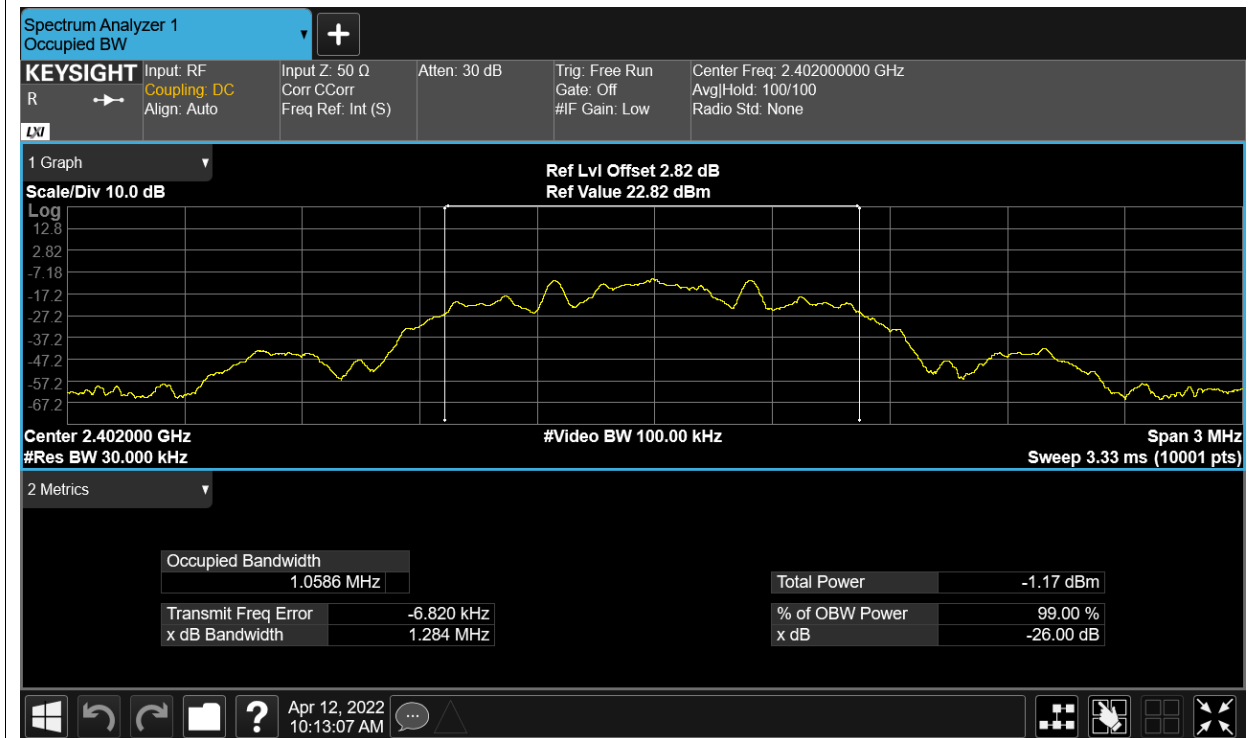 Spectrum Analyzer 1
Occupied BW
KEYSIGHT
R
LXI
Input: RF
Coupling: DC
Align: Auto
Input Z: 50 Ω
Corr CCorr
Freq Ref: Int (S)
Atten: 30 dB
Trig: Free Run
Gate: Off
#IF Gain: Low
Center Freq: 2.402000000 GHz
Avg|Hold: 100/100
Radio Std: None
1 Graph
Scale/Div 10.0 dB
Ref Lvl Offset 2.82 dB
Ref Value 22.82 dBm
Log
12.8
2.82
-7.18
-17.2
-27.2
-37.2
-47.2
-57.2
-67.2
Center 2.402000 GHz
#Res BW 30.000 kHz
#Video BW 100.00 kHz
Span 3 MHz
Sweep 3.33 ms (10001 pts)
2 Metrics
Occupied Bandwidth
1.0586 MHz
Total Power -1.17 dBm
Transmit Freq Error -6.820 kHz
% of OBW Power 99.00 %
x dB Bandwidth 1.284 MHz
x dB -26.00 dB
?
Apr 12, 2022
10:13:07 AM